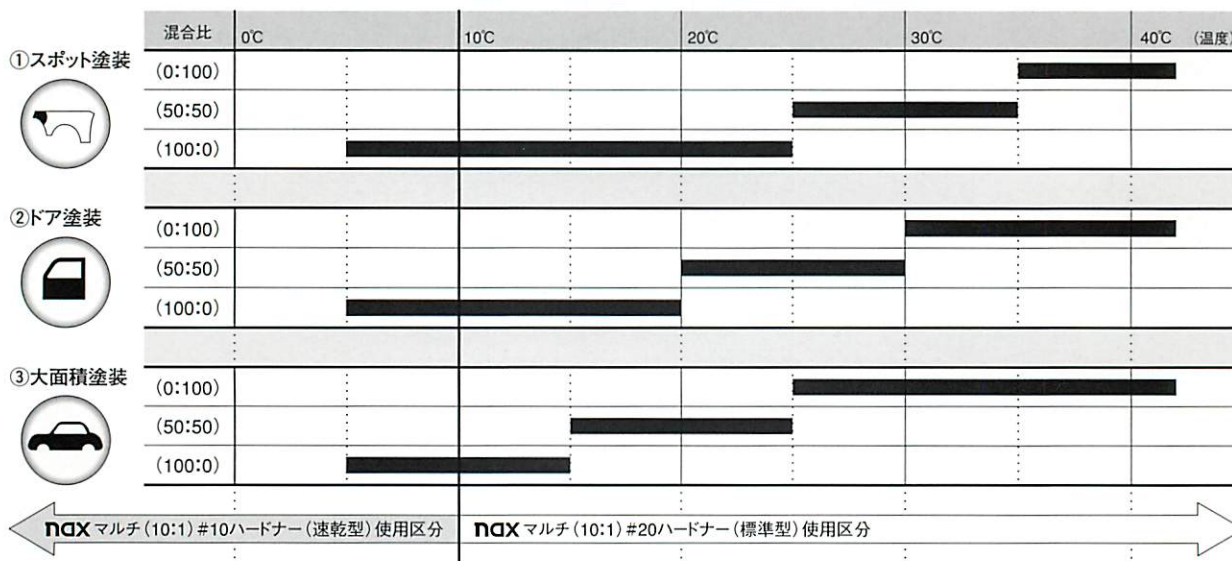 混合比 0℃ 10℃ 20℃ 30℃ 40℃ (温度)
①スポット塗装
(0:100)
(50:50)
(100:0)
②ドア塗装
(0:100)
(50:50)
(100:0)
③大面積塗装
(0:100)
(50:50)
(100:0)
nax マルチ(10:1)#10ハードナー(速乾型)使用区分
nax マルチ(10:1)#20ハードナー(標準型)使用区分